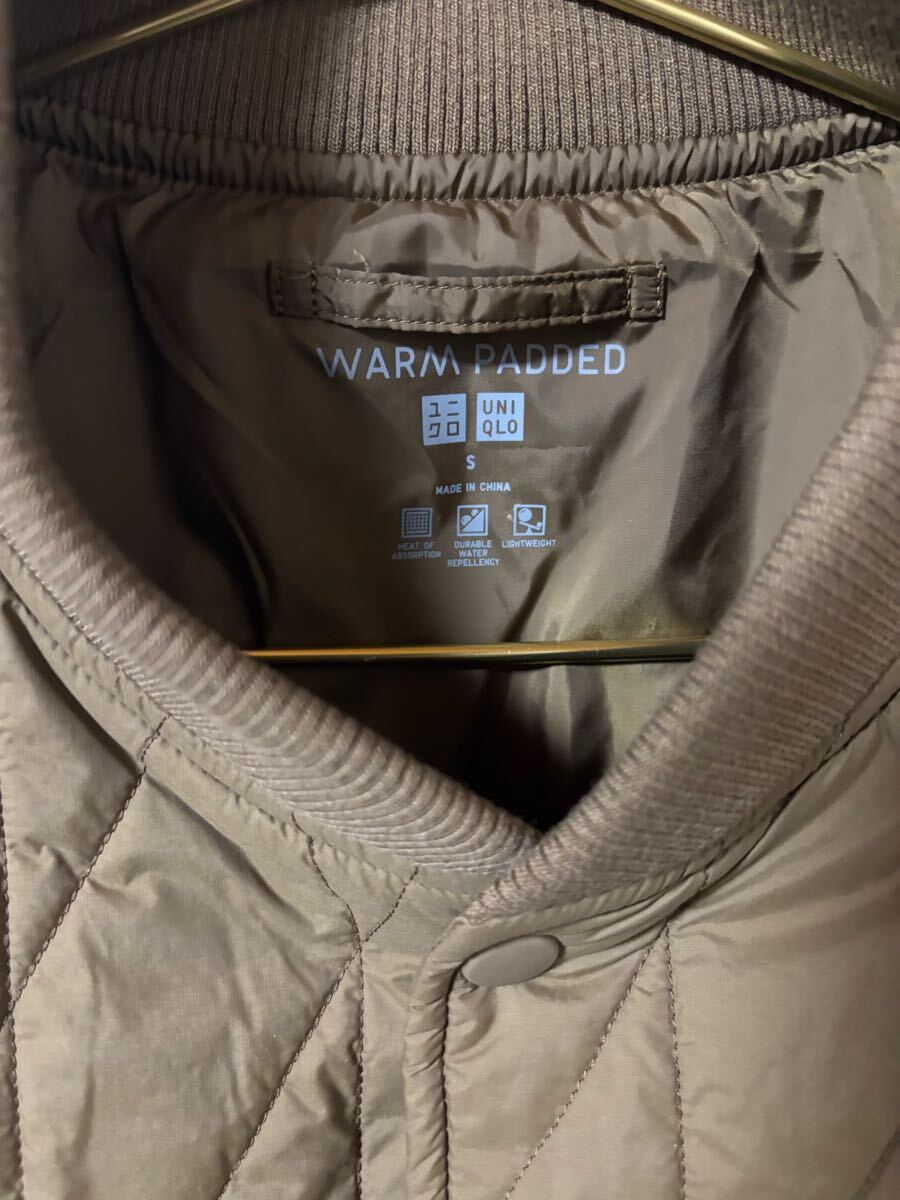 WARM PADDED
ユニ
クロ
UNI
QLO
S
MADE IN CHINA
HEAT OF
ABSORPTION
DURABLE
WATER
REPELLENCY
LIGHTWEIGHT